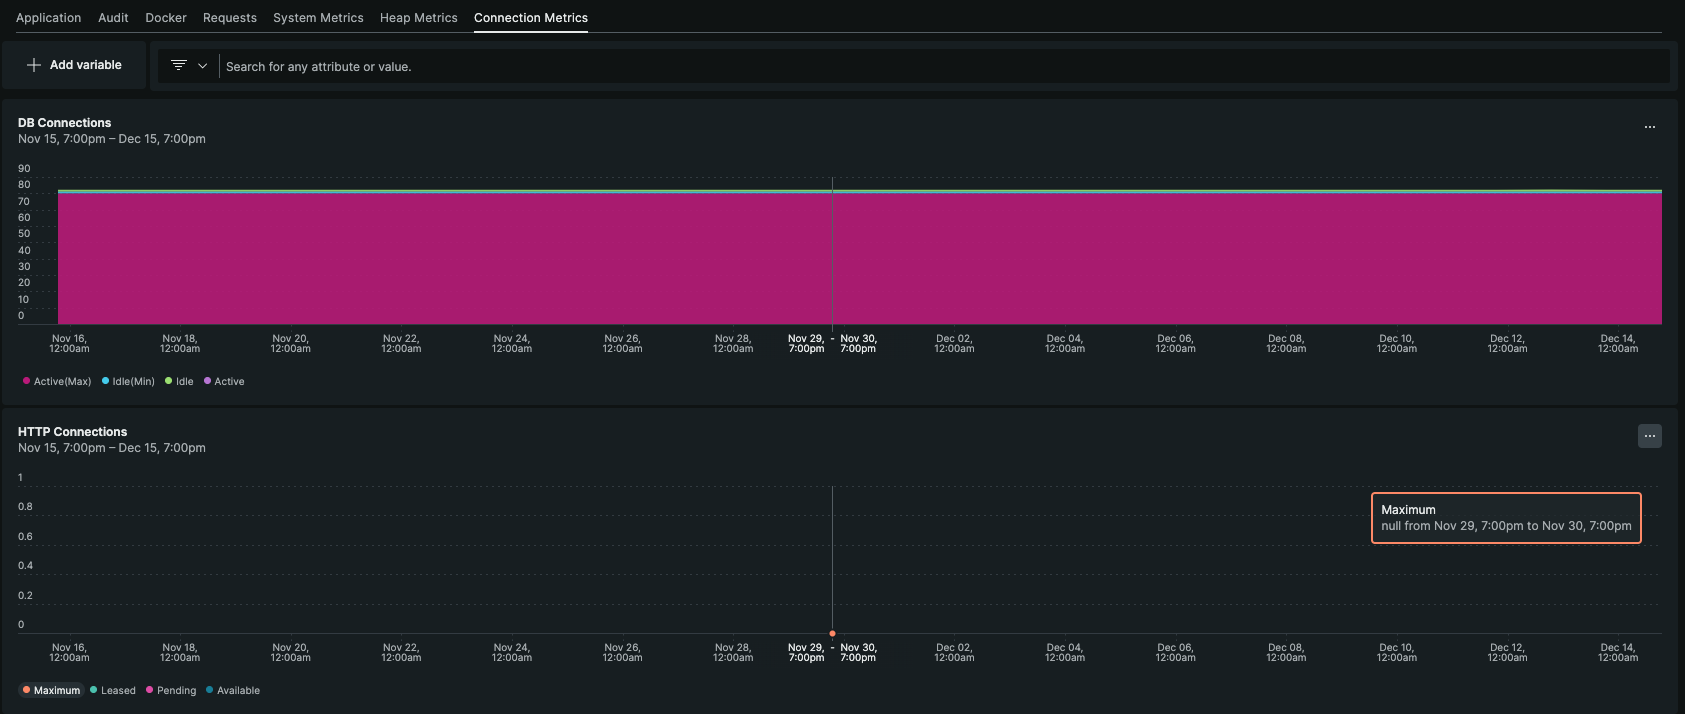 Application Audit Docker Requests System Metrics Heap Metrics Connection Metrics
Add variable
Search for any attribute or value.
DB Connections
Nov 15, 7:00pm – Dec 15, 7:00pm
90
80
70
60
50
40
30
20
10
0
Nov 16, 12:00am
Nov 18, 12:00am
Nov 20, 12:00am
Nov 22, 12:00am
Nov 24, 12:00am
Nov 26, 12:00am
Nov 28, 12:00am
Nov 29, 7:00pm - Nov 30, 7:00pm
Dec 02, 12:00am
Dec 04, 12:00am
Dec 06, 12:00am
Dec 08, 12:00am
Dec 10, 12:00am
Dec 12, 12:00am
Dec 14, 12:00am
Active(Max) Idle(Min) Idle Active
HTTP Connections
Nov 15, 7:00pm – Dec 15, 7:00pm
1
0.8
0.6
0.4
0.2
0
Maximum
null from Nov 29, 7:00pm to Nov 30, 7:00pm
Nov 16, 12:00am
Nov 18, 12:00am
Nov 20, 12:00am
Nov 22, 12:00am
Nov 24, 12:00am
Nov 26, 12:00am
Nov 28, 12:00am
Nov 29, 7:00pm - Nov 30, 7:00pm
Dec 02, 12:00am
Dec 04, 12:00am
Dec 06, 12:00am
Dec 08, 12:00am
Dec 10, 12:00am
Dec 12, 12:00am
Dec 14, 12:00am
Maximum Leased Pending Available